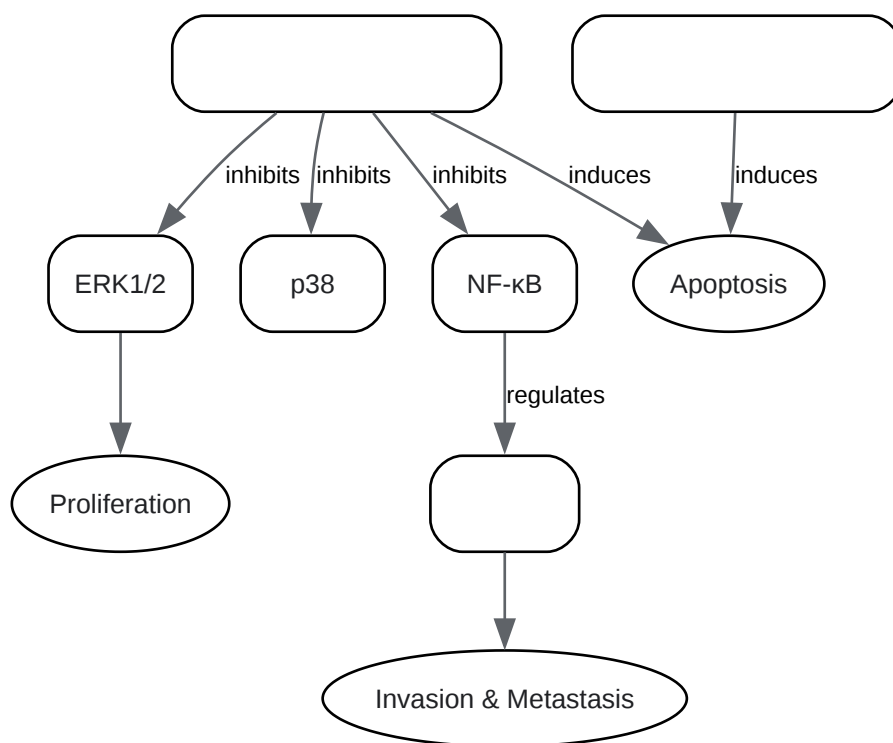 inhibits
inhibits
inhibits
induces
induces
ERK1/2
p38
NF-κB
Apoptosis
regulates
Proliferation
Invasion & Metastasis